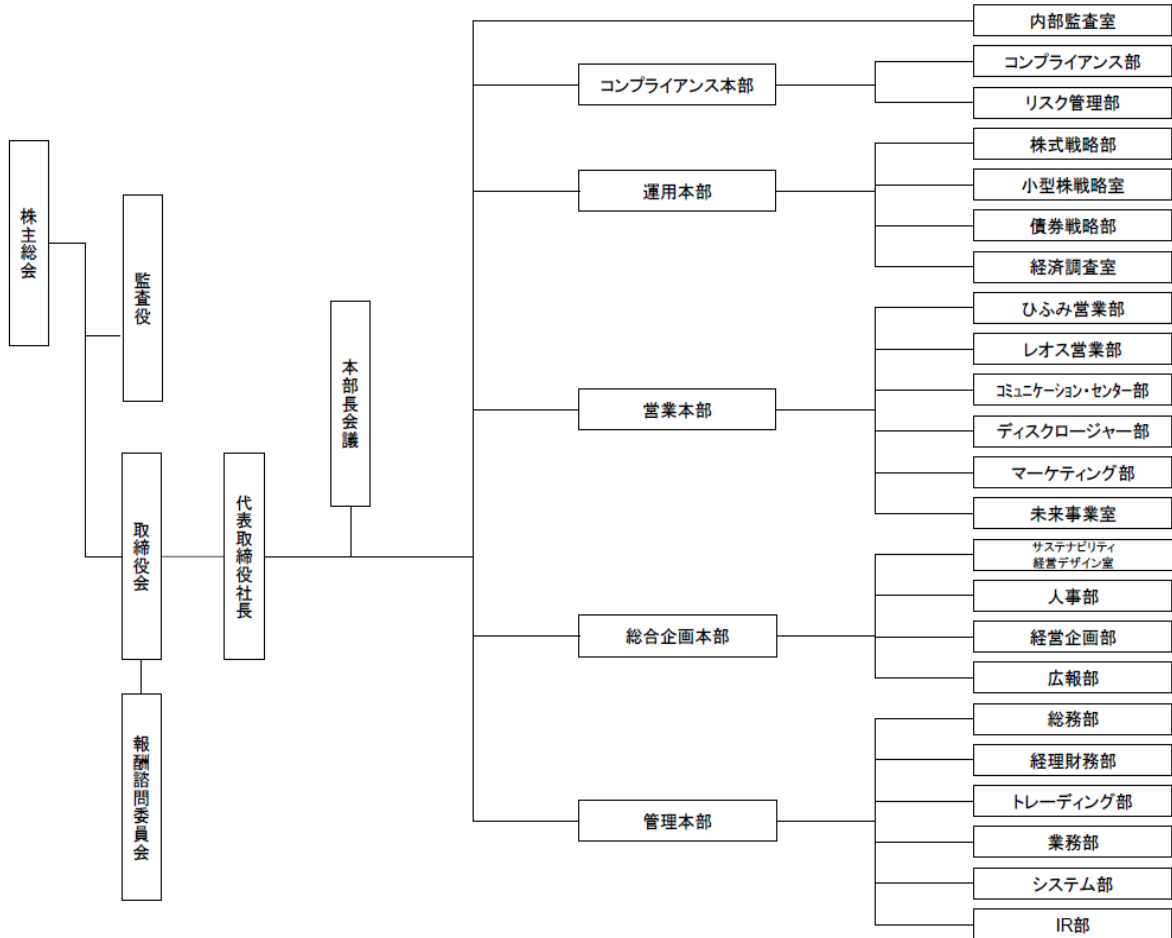 株主総会
監査役
取締役会
報酬諮問委員会
代表取締役社長
本部長会議
内部監査室
コンプライアンス本部
コンプライアンス部
リスク管理部
運用本部
株式戦略部
小型株戦略室
債券戦略部
経済調査室
営業本部
ひふみ営業部
レオス営業部
コミュニケーション・センター部
ディスクロージャー部
マーケティング部
未来事業室
総合企画本部
サステナビリティ
経営デザイン室
人事部
経営企画部
広報部
管理本部
総務部
経理財務部
トレーディング部
業務部
システム部
IR部